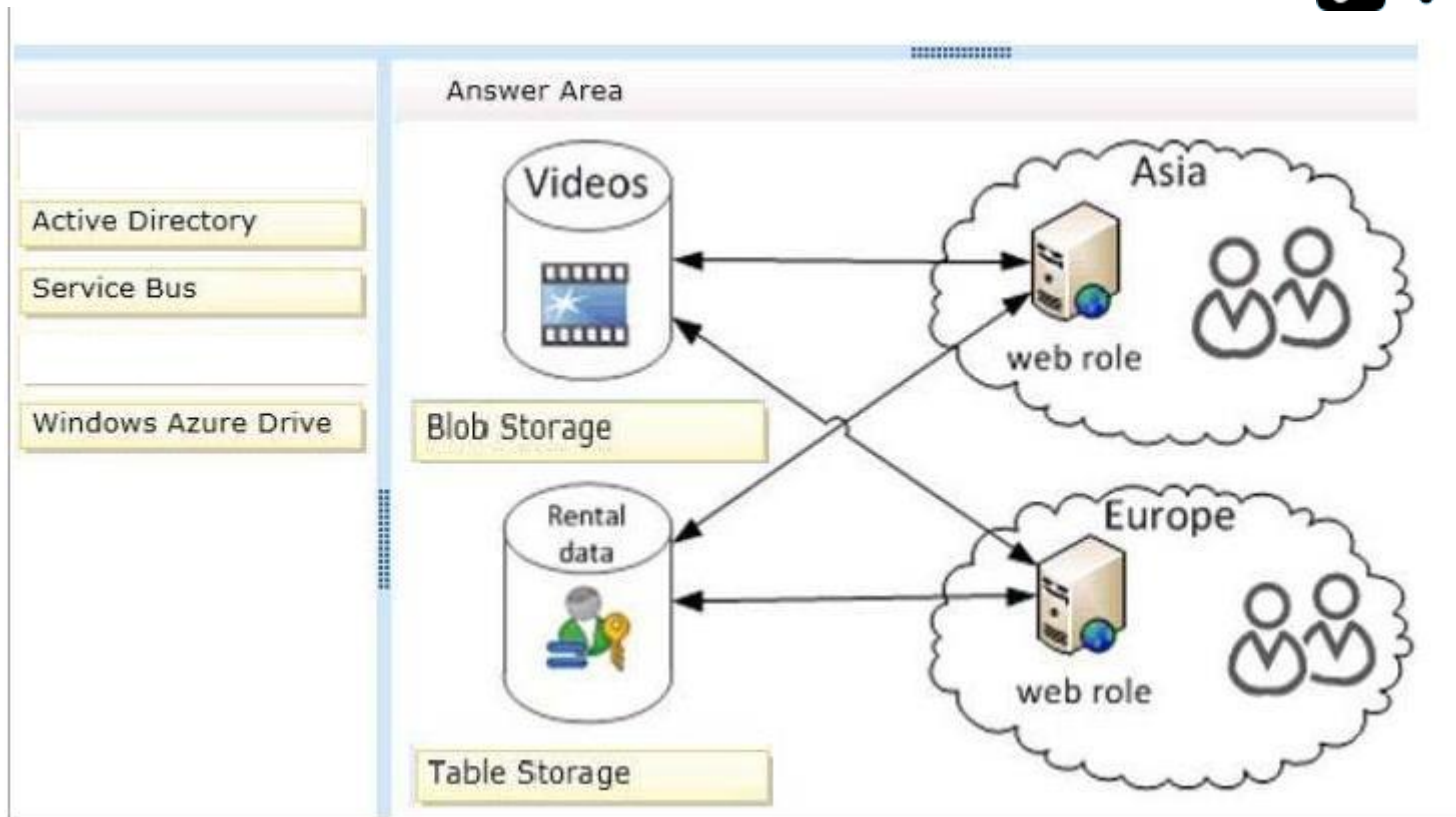 Answer Area
Active Directory
Service Bus
Windows Azure Drive
Videos
Blob Storage
Rental
data
Table Storage
Asia
web role
Europe
web role